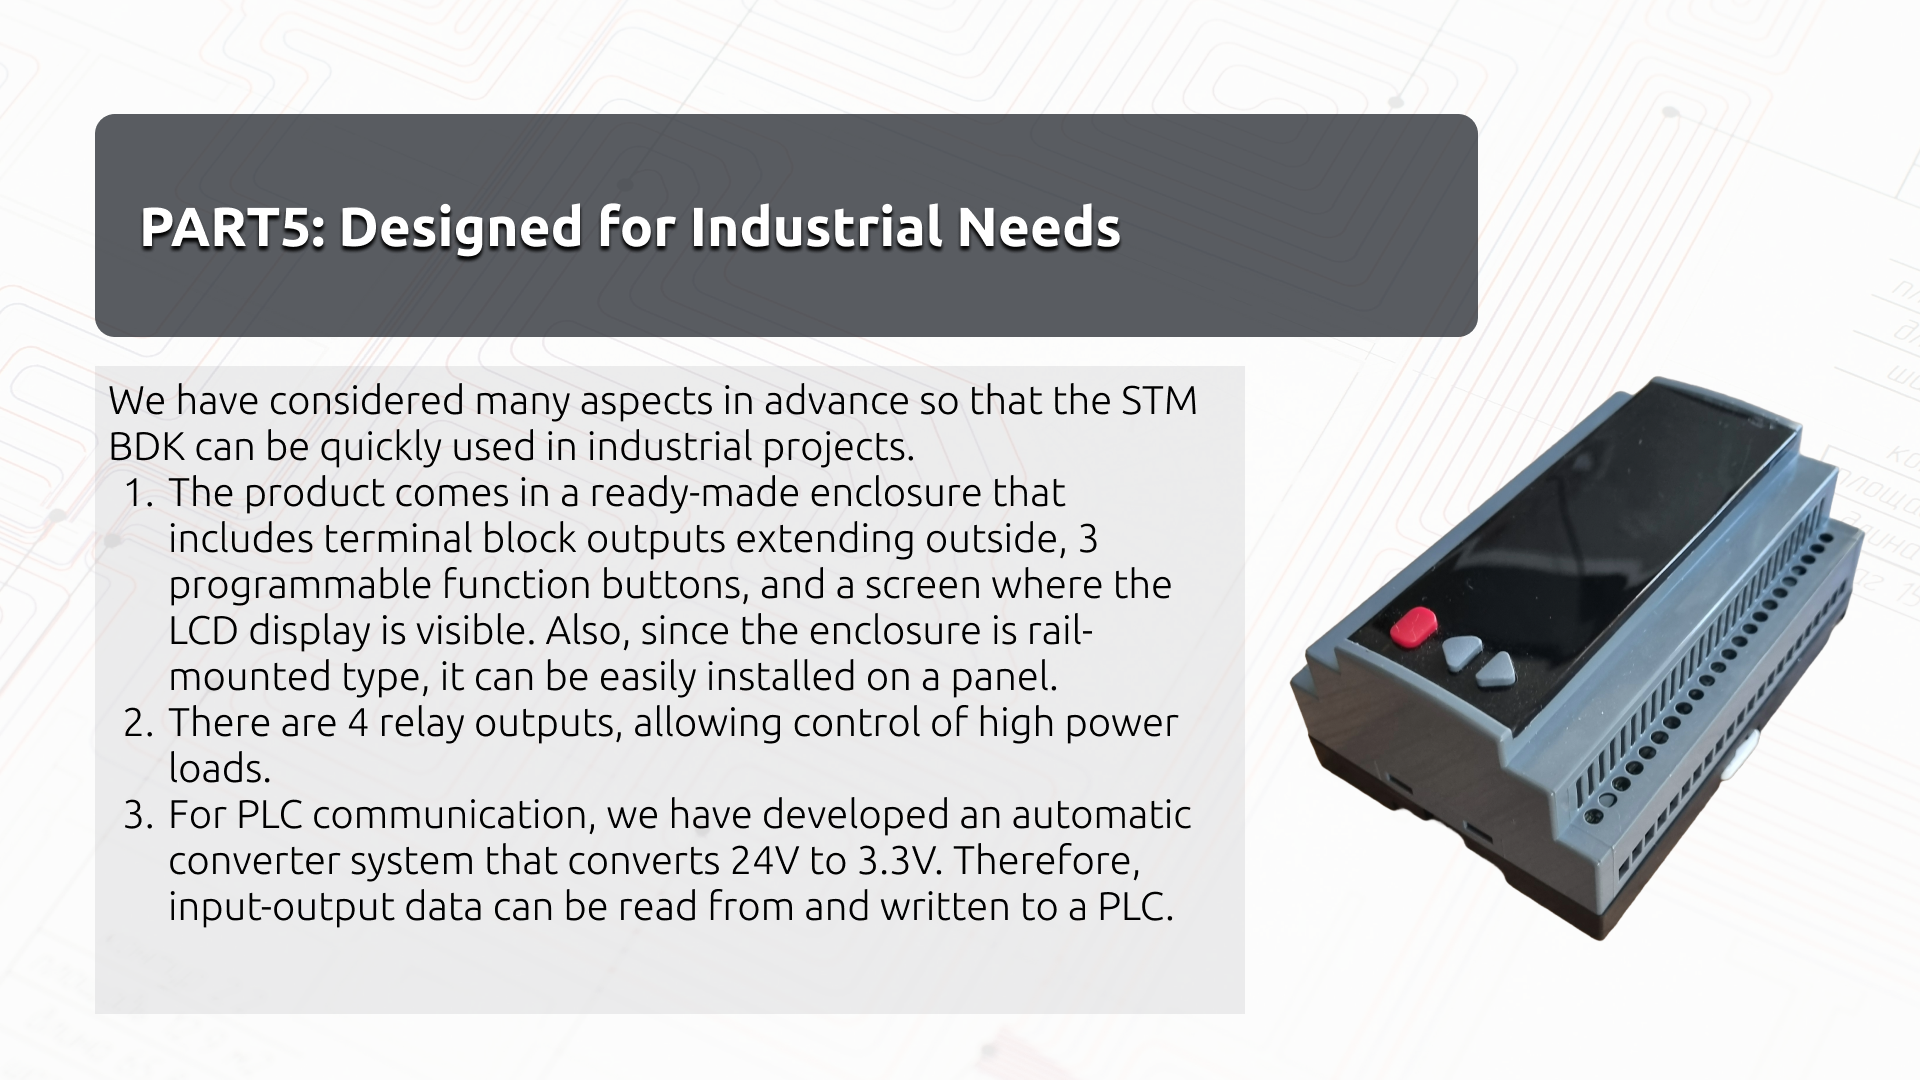 PART5: Designed for Industrial Needs
We have considered many aspects in advance so that the STM
BDK can be quickly used in industrial projects.
1. The product comes in a ready-made enclosure that
includes terminal block outputs extending outside, 3
programmable function buttons, and a screen where the
LCD display is visible. Also, since the enclosure is rail-
mounted type, it can be easily installed on a panel.
2. There are 4 relay outputs, allowing control of high power
loads.
3. For PLC communication, we have developed an automatic
converter system that converts 24V to 3.3V. Therefore,
input-output data can be read from and written to a PLC.